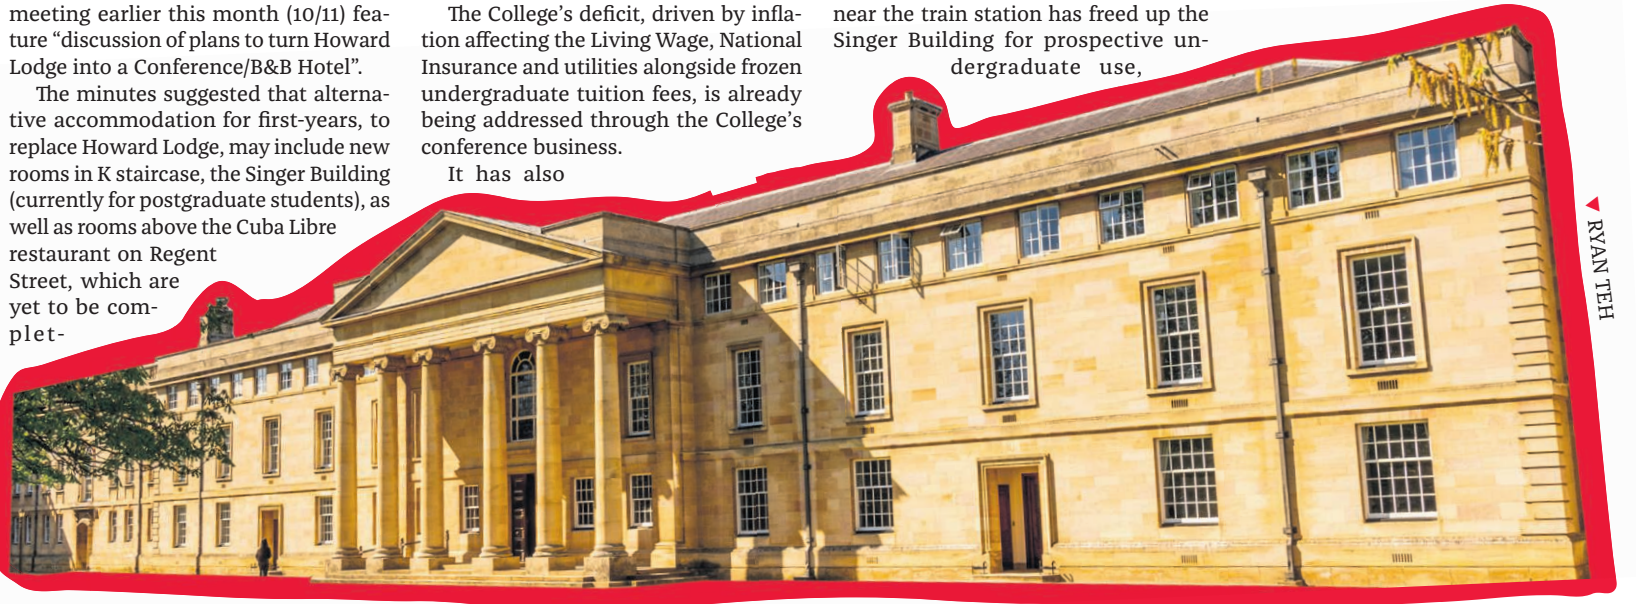 meeting earlier this month (10/11) fea-
ture “discussion of plans to turn Howard
Lodge into a Conference/B&B Hotel”.
The minutes suggested that alterna-
tive accommodation for first-years, to
replace Howard Lodge, may include new
rooms in K staircase, the Singer Building
(currently for postgraduate students), as
well as rooms above the Cuba Libre
restaurant on Regent
Street, which are
yet to be com-
plet-
The College’s deficit, driven by infla-
tion affecting the Living Wage, National
Insurance and utilities alongside frozen
undergraduate tuition fees, is already
being addressed through the College’s
conference business.
It has also
near the train station has freed up the
Singer Building for prospective un-
dergraduate use,
RYAN TEH